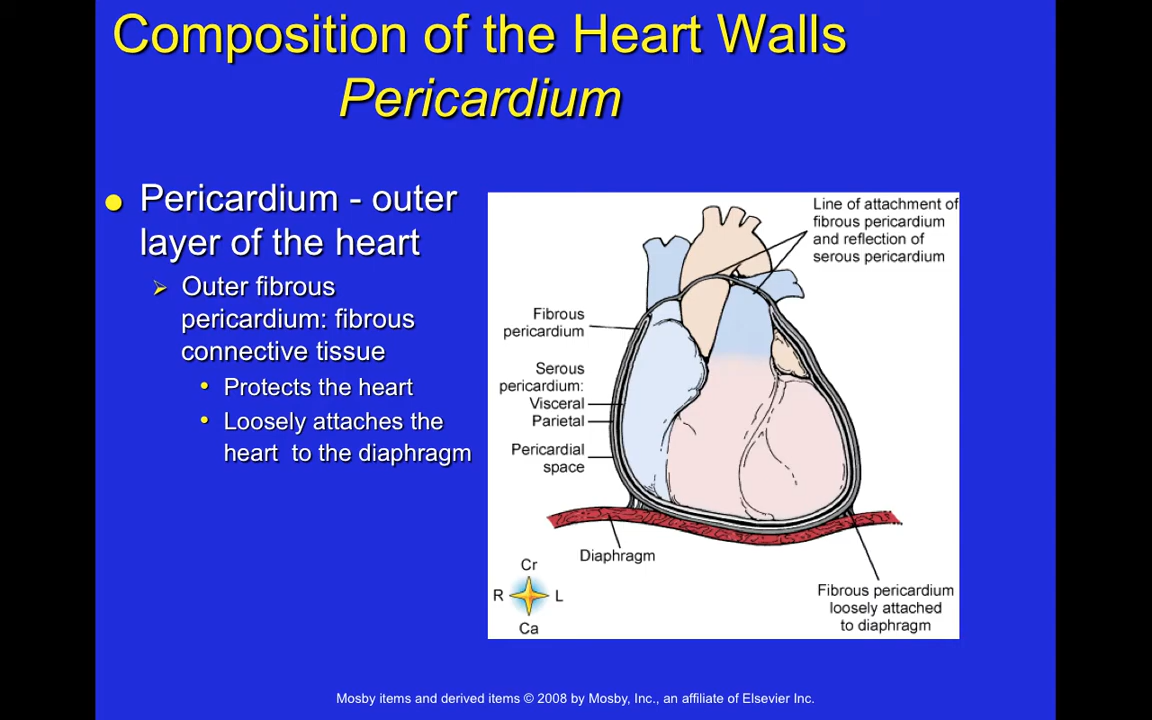 Composition of the Heart Walls
Pericardium
Pericardium - outer
layer of the heart
Outer fibrous
pericardium: fibrous
connective tissue
Protects the heart
Loosely attaches the
heart to the diaphragm
Line of attachment of
fibrous pericardium
and reflection of
serous pericardium
Fibrous
pericardium
Serous
pericardium:
Visceral
Parietal
Pericardial
space
Diaphragm
Cr
R
L
Ca
Fibrous pericardium
loosely attached
to diaphragm
Mosby items and derived items © 2008 by Mosby, Inc., an affiliate of Elsevier Inc.